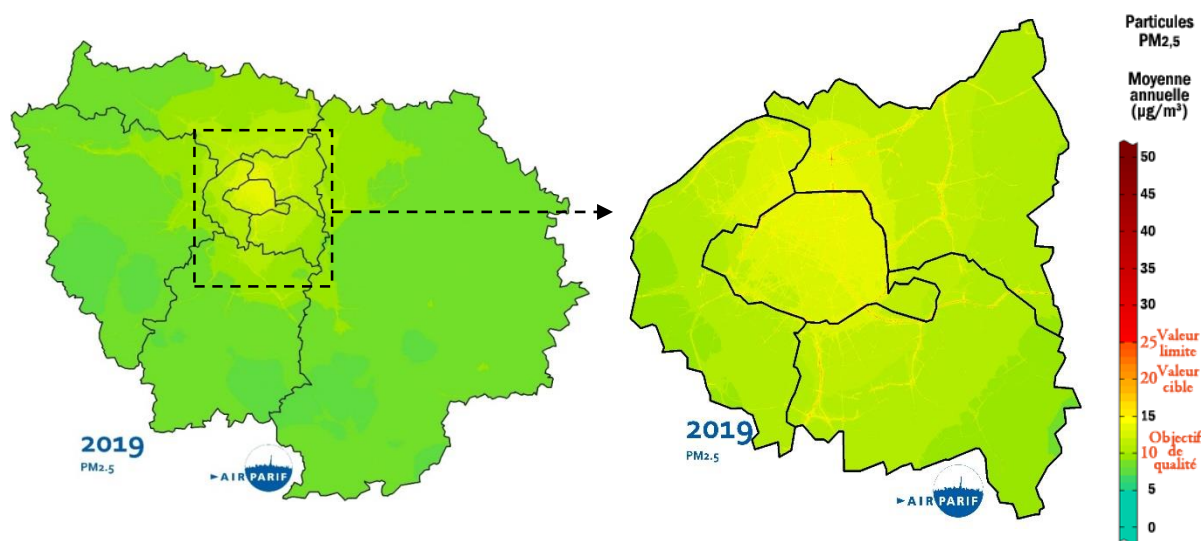 2019
PM2.5
AIRPARIF
2019
PM2.5
AIRPARIF
Particules
PM2,5
Moyenne
annuelle
(µg/m³)
50
45
40
35
30
25 Valeur
limite
20 Valeur
cible
15
Objectif
10 de
qualité
5
0